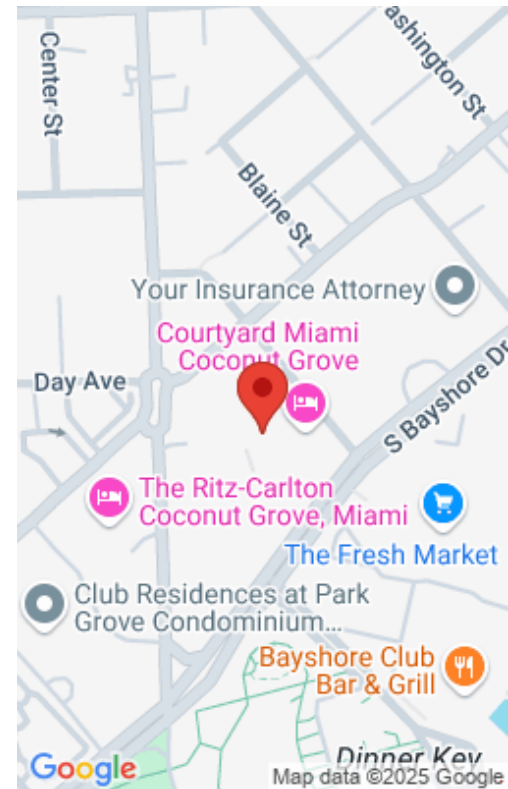 Center St
ashington St
Blaine St
Your Insurance Attorney
Courtyard Miami
Coconut Grove
Day Ave
S Bayshore Dr
The Ritz-Carlton
Coconut Grove, Miami
The Fresh Market
Club Residences at Park
Grove Condominium...
Bayshore Club
Bar & Grill
Dinner Key
Google
Map data ©2025 Google